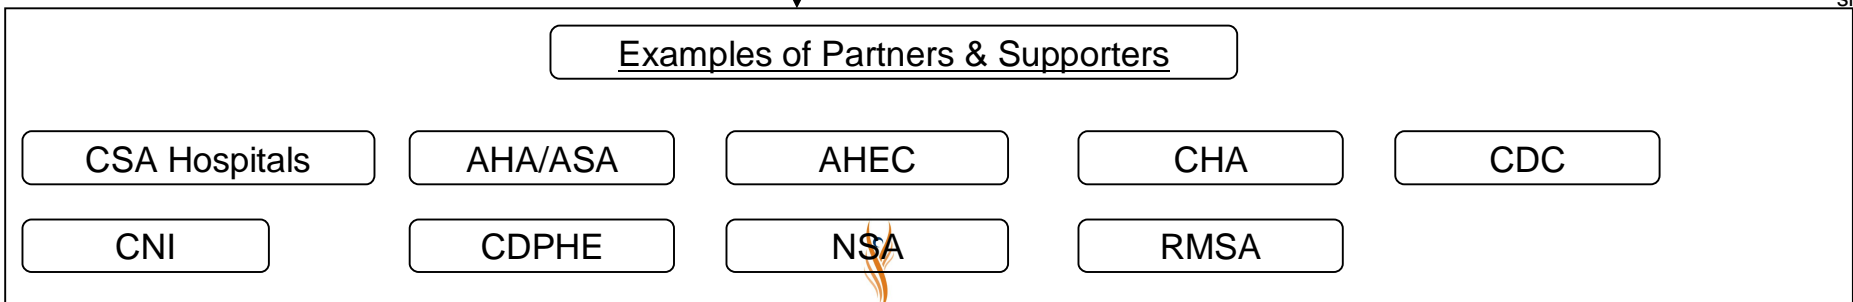 Examples of Partners & Supporters
CSA Hospitals AHA/ASA AHEC CHA CDC
CNI CDPHE NSA RMSA